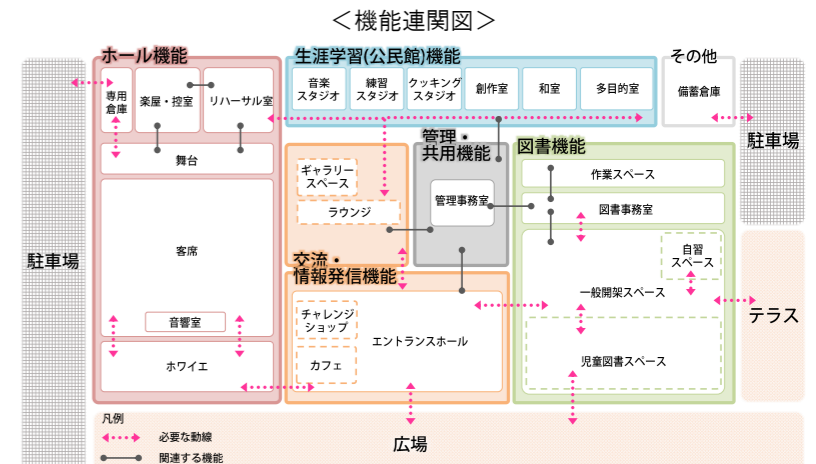 ＜機能連関図＞
ホール機能
生涯学習(公民館)機能
その他
専用
倉庫
楽屋・控室
リハーサル室
音楽
スタジオ
練習
スタジオ
クッキング
スタジオ
創作室
和室
多目的室
備蓄倉庫
駐車場
舞台
管理・
共用機能
図書機能
ギャラリー
スペース
ラウンジ
管理事務室
作業スペース
図書事務室
駐車場
客席
交流・
情報発信機能
自習
スペース
一般開架スペース
テラス
音響室
チャレンジ
ショップ
エントランスホール
ホワイエ
カフェ
児童図書スペース
凡例
必要な動線
関連する機能
広場